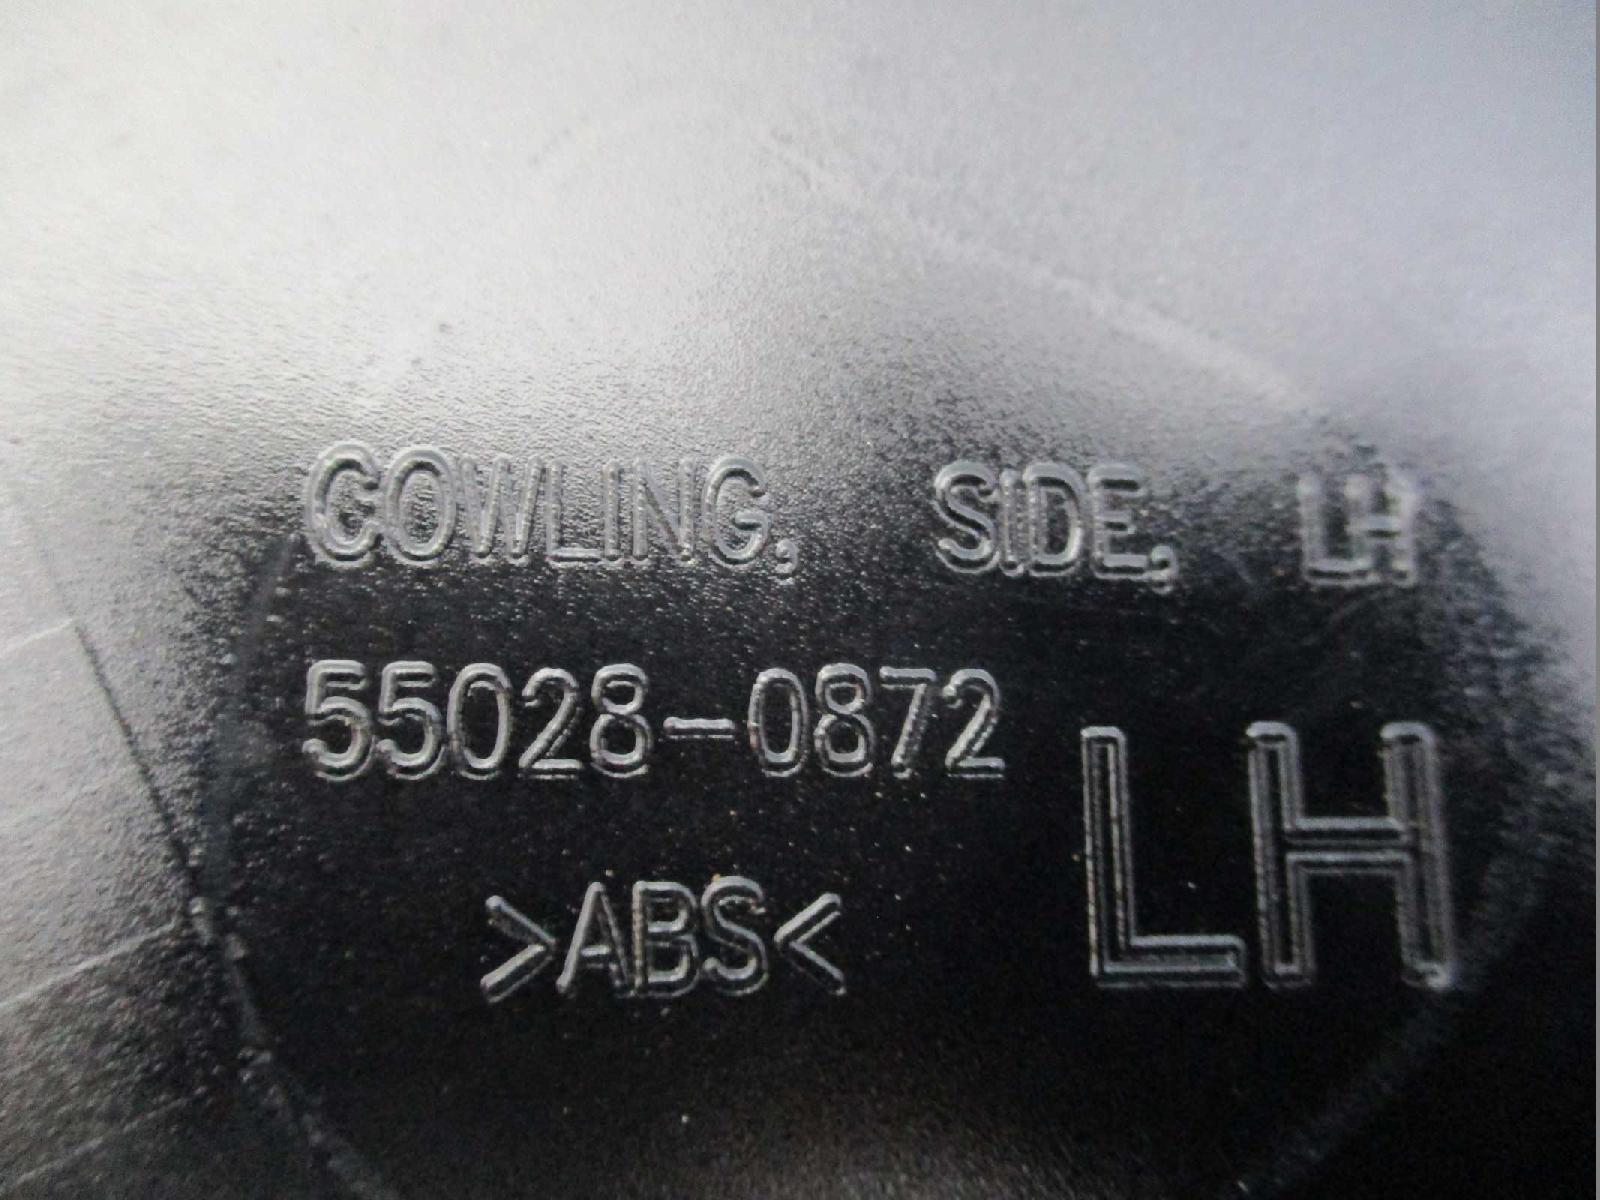 COWLING, SIDE, LH
55028-0872
LH
>ABS<